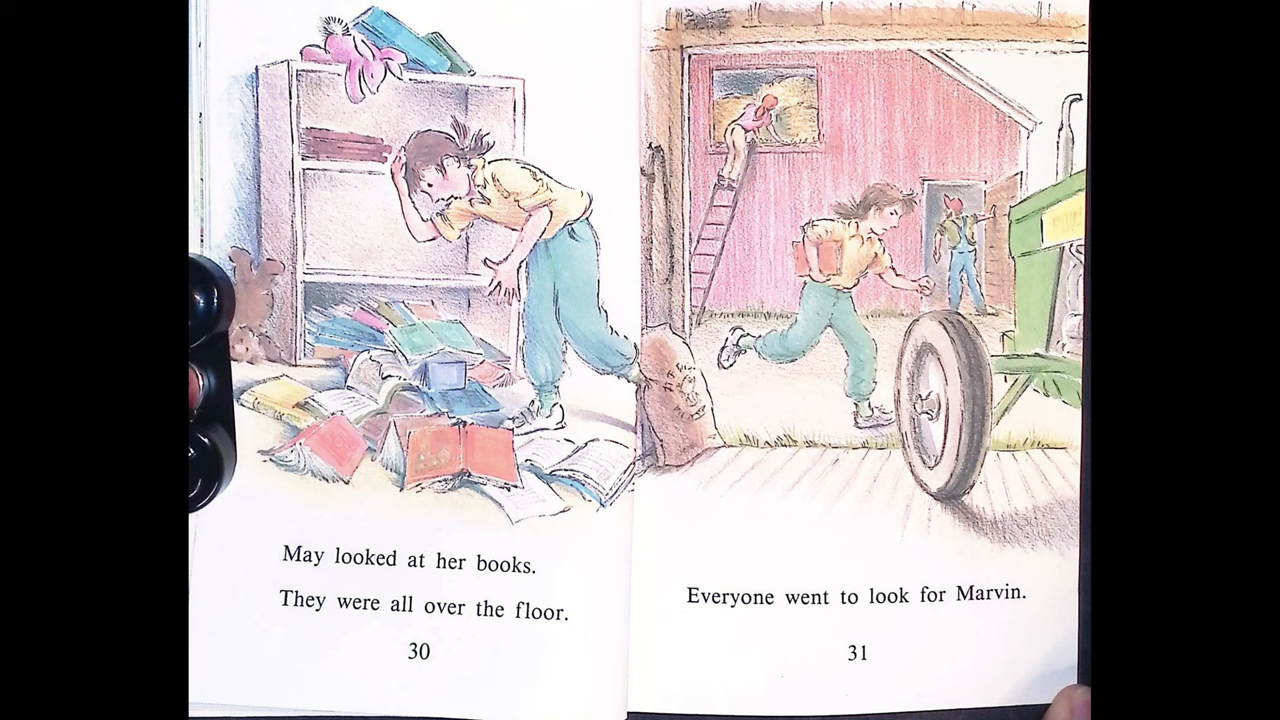 May looked at her books.
They were all over the floor.
30
Everyone went to look for Marvin.
31